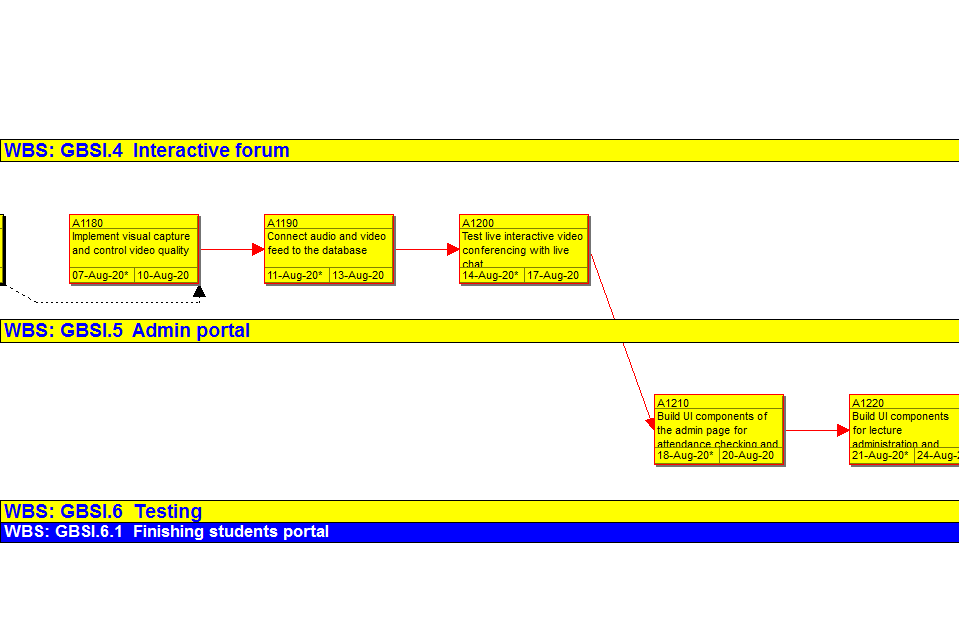 WBS: GBSI.4 Interactive forum
A1180
Implement visual capture
and control video quality
07-Aug-20* 10-Aug-20
A1190
Connect audio and video
feed to the database
11-Aug-20* 13-Aug-20
A1200
Test live interactive video
conferencing with live
chat
14-Aug-20* 17-Aug-20
WBS: GBSI.5 Admin portal
A1210
Build UI components of
the admin page for
attendance checking and
18-Aug-20* 20-Aug-20
A1220
Build UI components
for lecture
administration and
21-Aug-20* 24-Aug-2
WBS: GBSI.6 Testing
WBS: GBSI.6.1 Finishing students portal